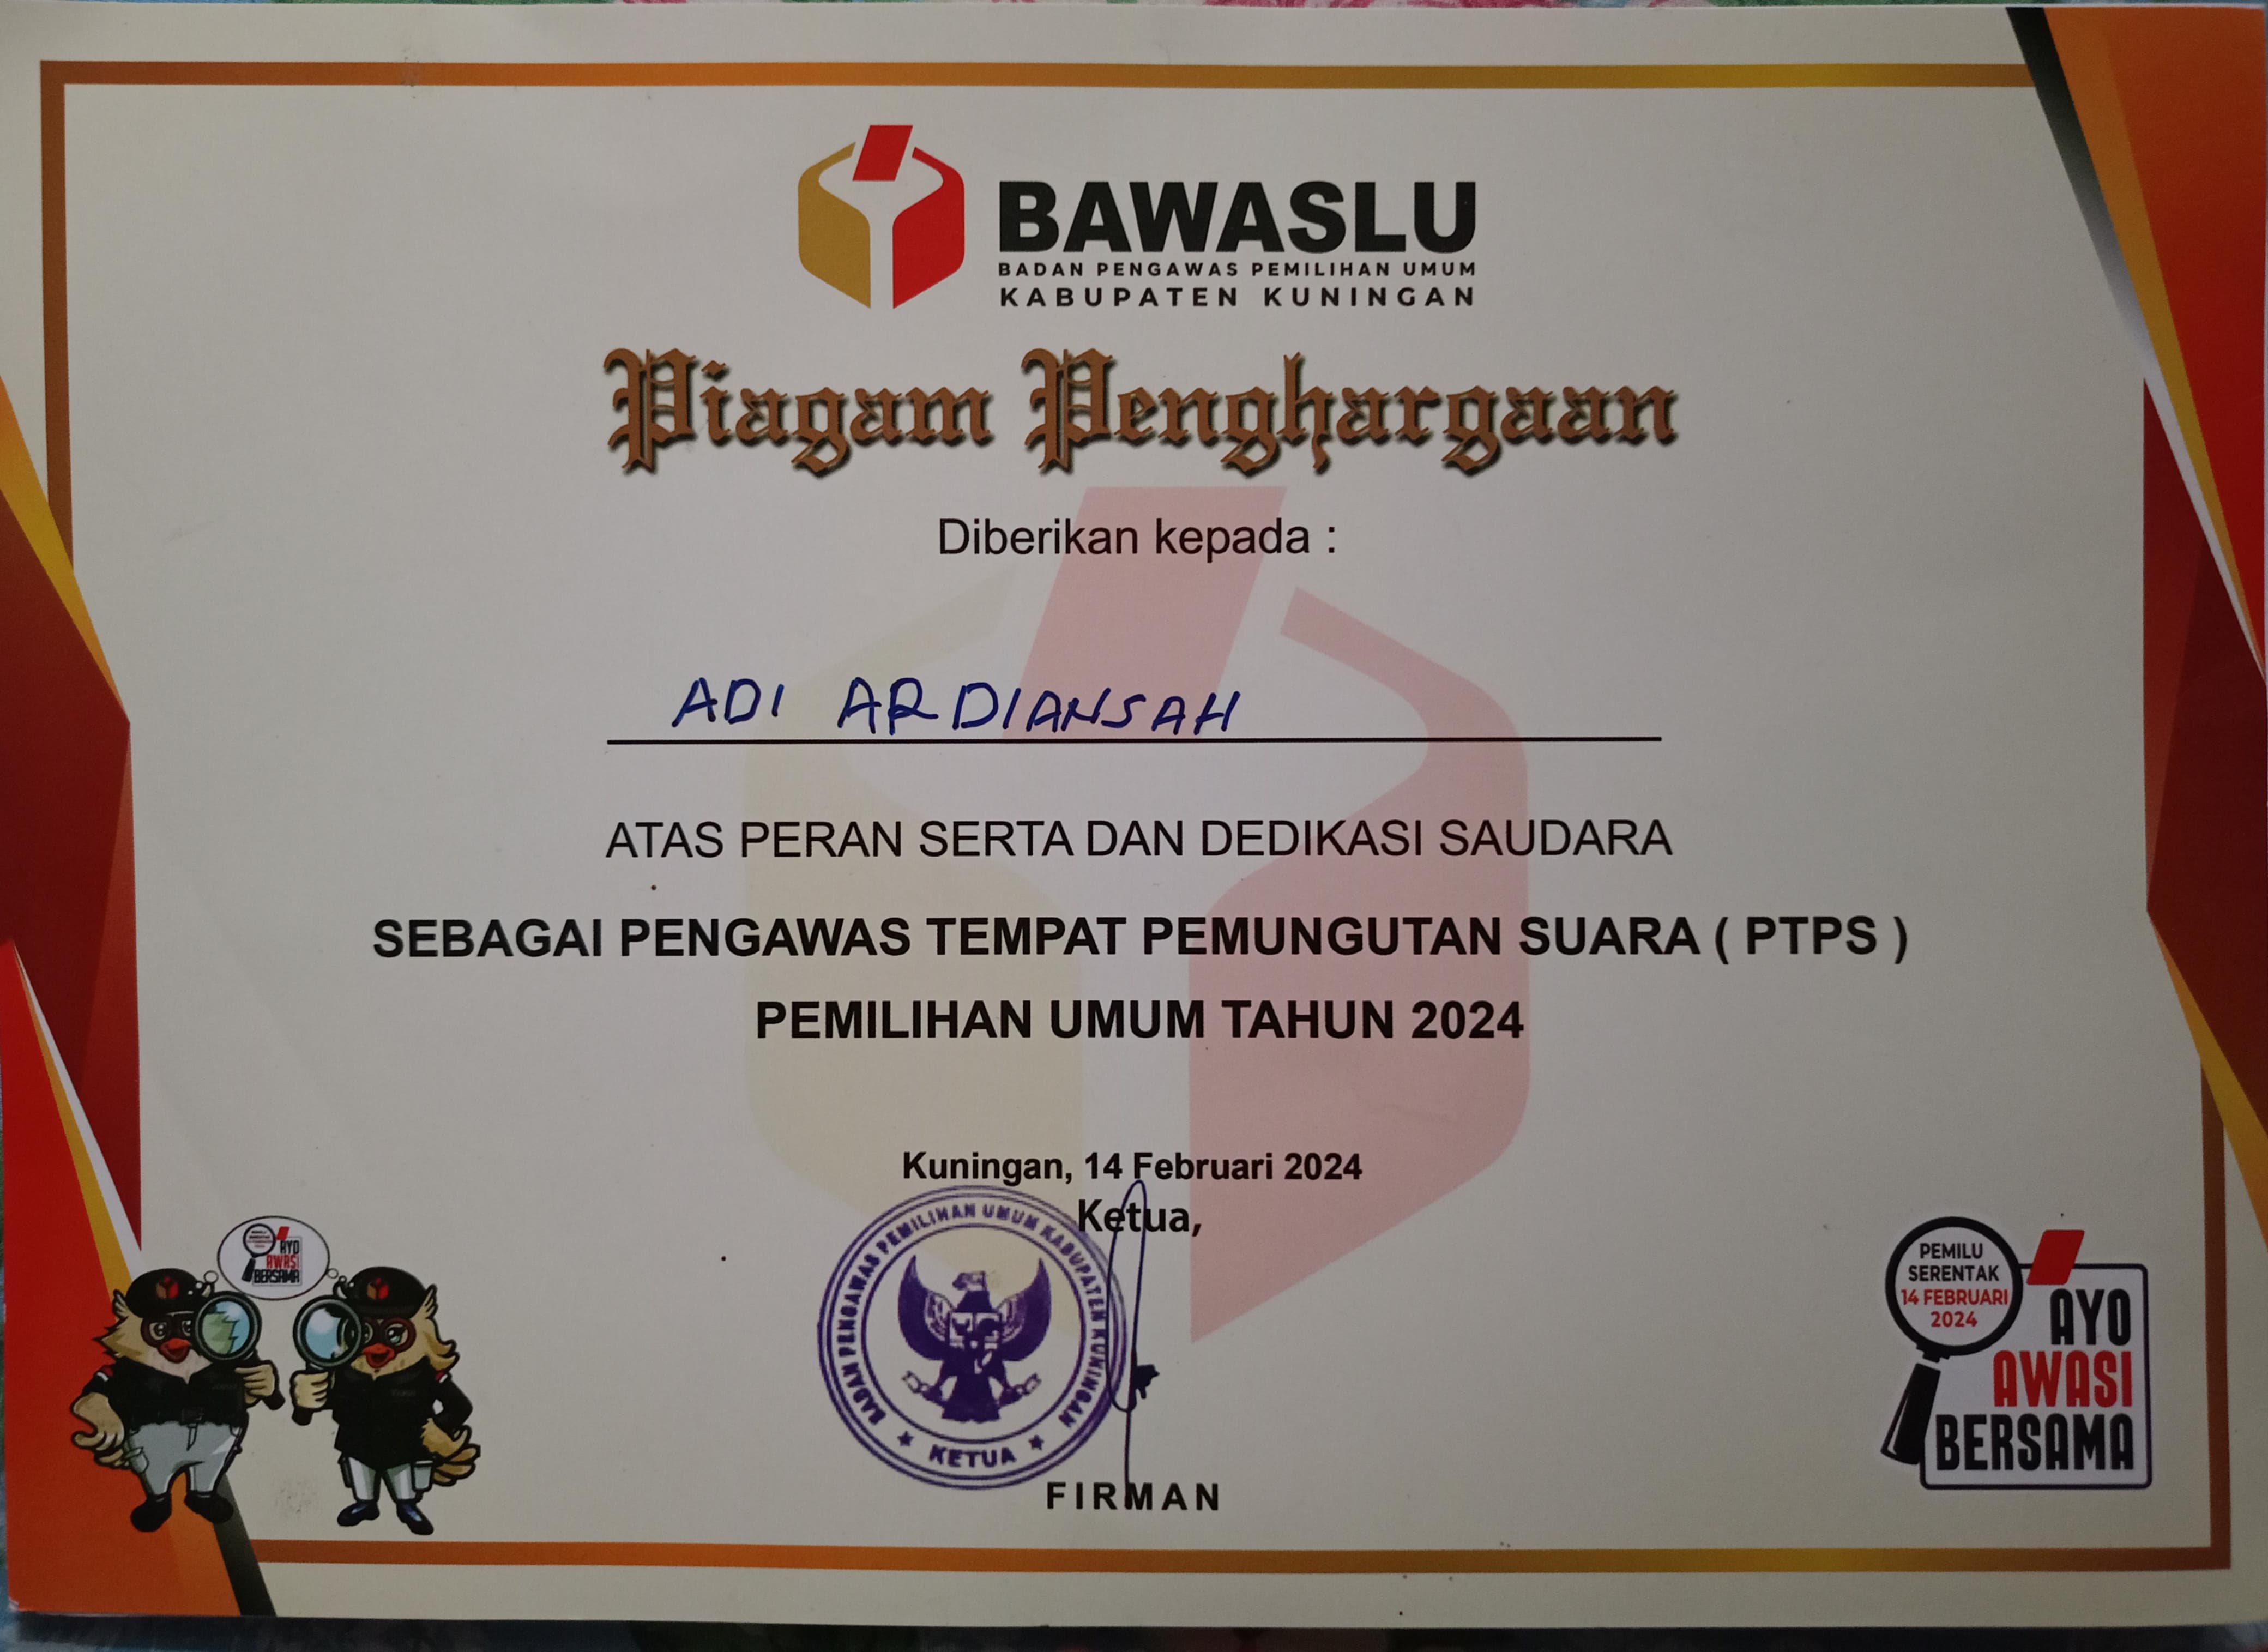 BAWASLU
BADAN PENGAWAS PEMILIHAN UMUM
KABUPATEN KUNINGAN
Piagam Penghargaan
Diberikan kepada :
ADI ARDIANSAH
ATAS PERAN SERTA DAN DEDIKASI SAUDARA
SEBAGAI PENGAWAS TEMPAT PEMUNGUTAN SUARA ( PTPS )
PEMILIHAN UMUM TAHUN 2024
Kuningan, 14 Februari 2024
Ketua,
BADAN PENGAWAS PEMILIHAN UMUM KABUPATEN KUNINGAN
KETUA
FIRMAN
AYO
AWASI
BERSAMA
PEMILU
SERENTAK
14 FEBRUARI
2024
AYO
AWASI
BERSAMA